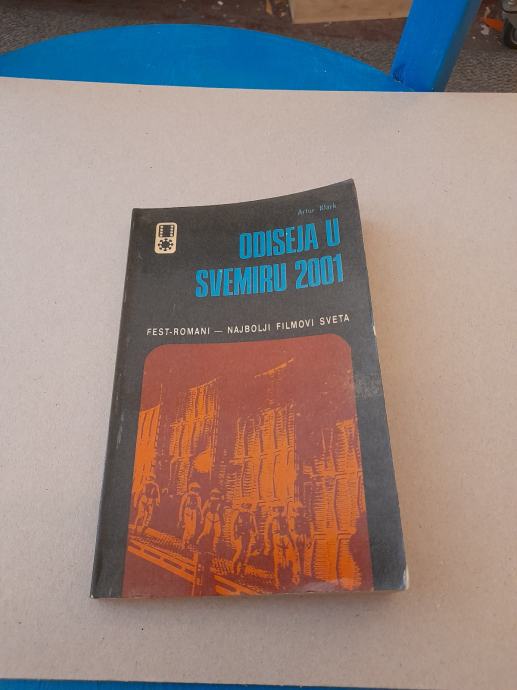 Artur Klark
ODISEJA U
SVEMIRU 2001
FEST-ROMANI — NAJBOLJI FILMOVI SVETA